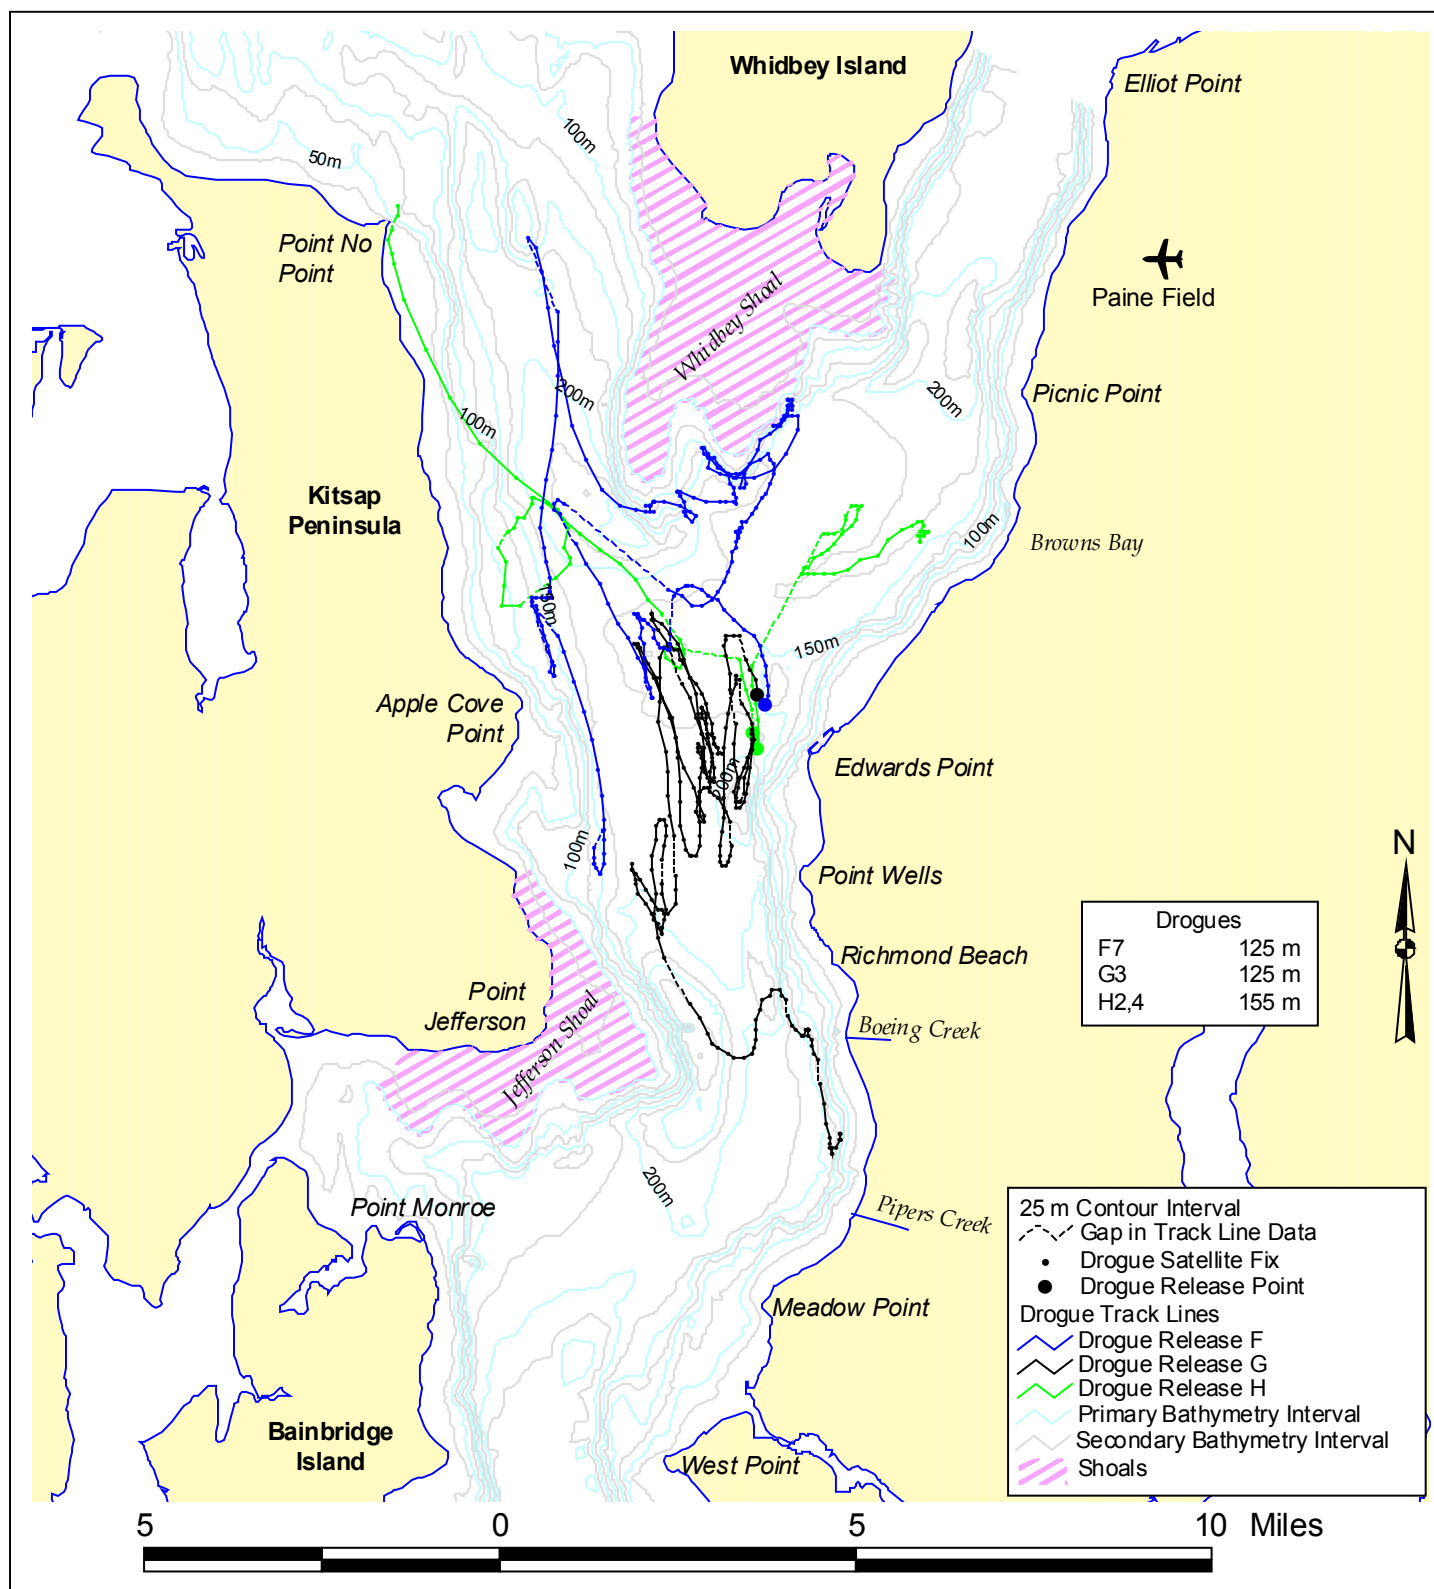 Whidbey Island
Elliot Point
100m
50m
Point No
Point
Paine Field
Whidbey Shoal
200m
200m
Picnic Point
100m
Kitsap
Peninsula
100m
Browns Bay
150m
150m
Apple Cove
Point
Edwards Point
200m
N
100m
Point Wells
Drogues
F7 125 m
G3 125 m
H2,4 155 m
Richmond Beach
Point
Jefferson
Jefferson Shoal
Boeing Creek
200m
Point Monroe
Pipers Creek
25 m Contour Interval
Gap in Track Line Data
Drogue Satellite Fix
Drogue Release Point
Drogue Track Lines
Drogue Release F
Drogue Release G
Drogue Release H
Primary Bathymetry Interval
Secondary Bathymetry Interval
Shoals
Meadow Point
Bainbridge
Island
West Point
5 0 5 10 Miles